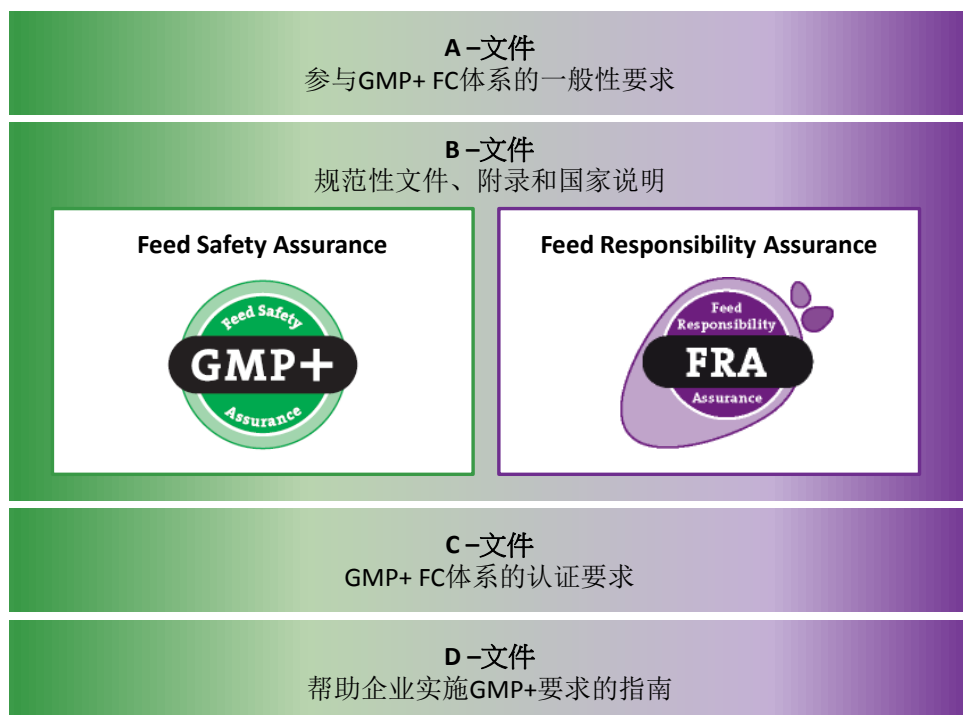 A –文件
参与GMP+ FC体系的一般性要求
B –文件
规范性文件、附录和国家说明
Feed Safety Assurance
Feed Safety
GMP+
Assurance
Feed Responsibility Assurance
Feed
Responsibility
FRA
Assurance
C –文件
GMP+ FC体系的认证要求
D –文件
帮助企业实施GMP+要求的指南